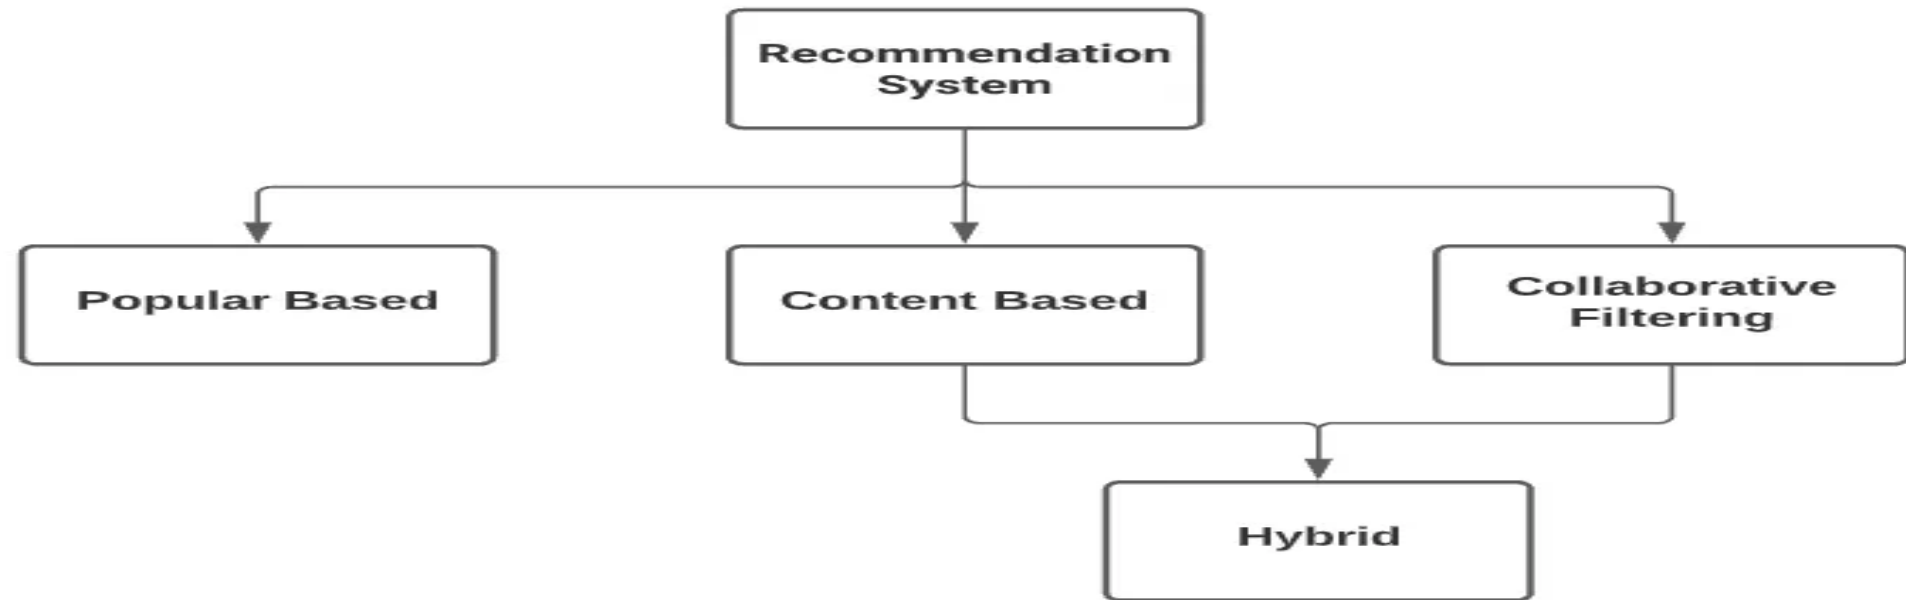 Recommendation
System
Popular Based
Content Based
Collaborative
Filtering
Hybrid